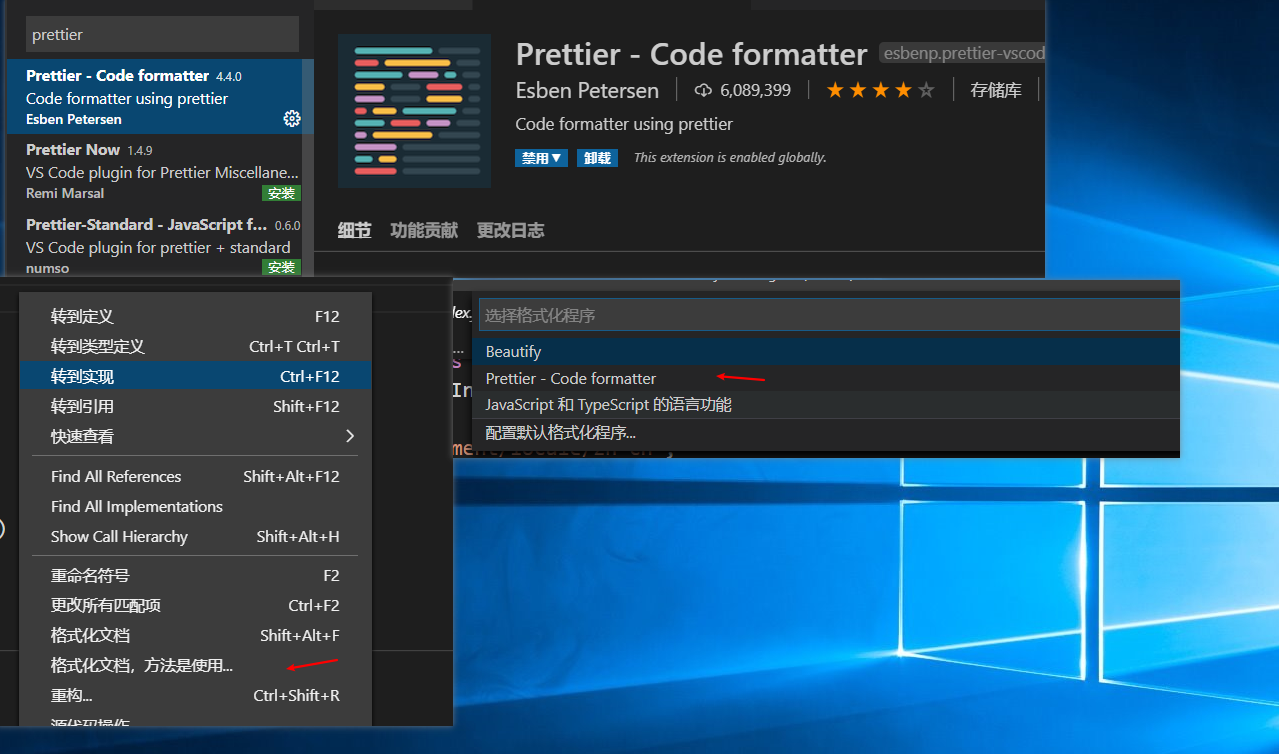 prettier
Prettier - Code formatter 4.4.0
Code formatter using prettier
Esben Petersen
Prettier Now 1.4.9
VS Code plugin for Prettier Miscellane...
Remi Marsal 安装
Prettier-Standard - JavaScript f... 0.6.0
VS Code plugin for prettier + standard
numso 安装
Prettier - Code formatter esbenp.prettier-vscod
Esben Petersen 6,089,399 存储库
Code formatter using prettier
禁用 卸载 This extension is enabled globally.
细节 功能贡献 更改日志
转到定义 F12
转到类型定义 Ctrl+T Ctrl+T
转到实现 Ctrl+F12
转到引用 Shift+F12
快速查看
Find All References Shift+Alt+F12
Find All Implementations
Show Call Hierarchy Shift+Alt+H
重命名符号 F2
更改所有匹配项 Ctrl+F2
格式化文档 Shift+Alt+F
格式化文档，方法是使用...
重构... Ctrl+Shift+R
源代码操作
选择格式化程序
Beautify
Prettier - Code formatter
JavaScript 和 TypeScript 的语言功能
配置默认格式化程序...